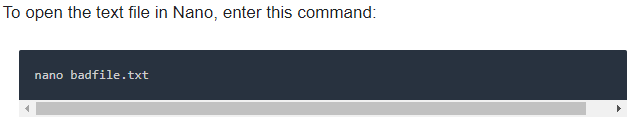 To open the text file in Nano, enter this command:
nano badfile.txt